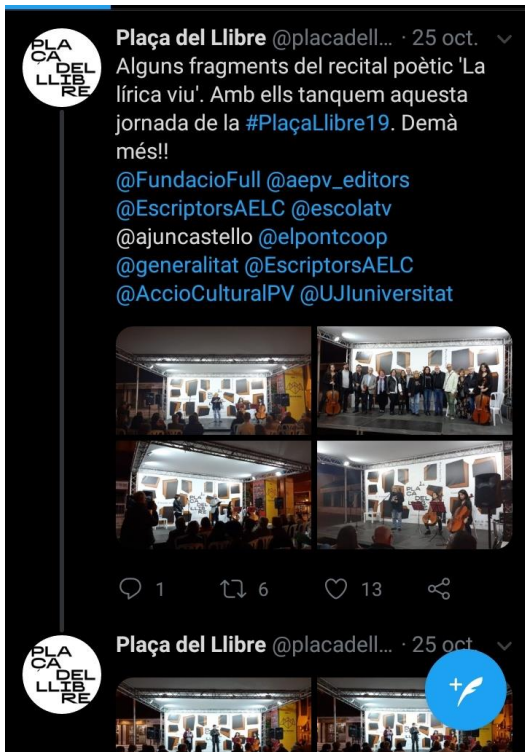 PLA
ÇA
DEL
LLIB
RE
Plaça del Llibre @placadell... · 25 oct.
Alguns fragments del recital poètic 'La
lírica viu'. Amb ells tanquem aquesta
jornada de la #PlaçaLlibre19. Demà
més!!
@FundacioFull @aepv_editors
@EscriptorsAELC @escolatv
@ajuncastello @elpontcoop
@generalitat @EscriptorsAELC
@AccioCulturalPV @UJIuniversitat
1 6 13
PLA
ÇA
DEL
LLIB
RE
Plaça del Llibre @placadell... · 25 oct.